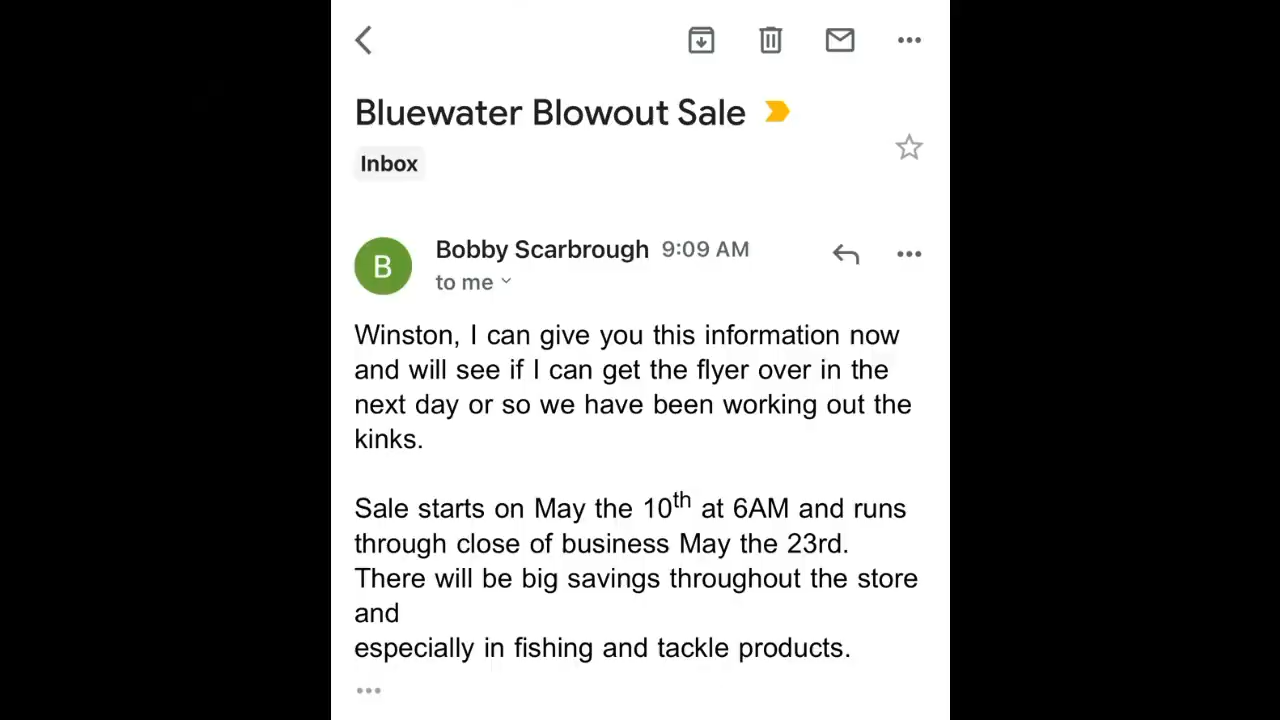 Bluewater Blowout Sale
Inbox
B
Bobby Scarbrough 9:09 AM
to me
Winston, I can give you this information now
and will see if I can get the flyer over in the
next day or so we have been working out the
kinks.
Sale starts on May the 10th at 6AM and runs
through close of business May the 23rd.
There will be big savings throughout the store
and
especially in fishing and tackle products.